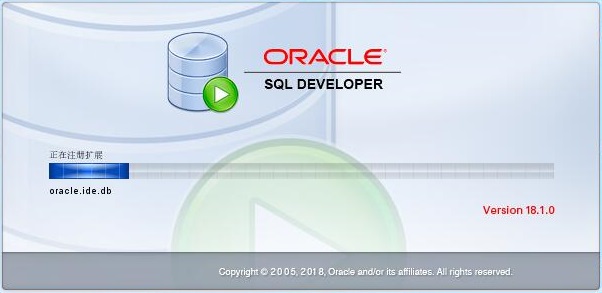 ORACLE®
SQL DEVELOPER
正在注册扩展
oracle.ide.db
Version 18.1.0
Copyright © 2005, 2018, Oracle and/or its affiliates. All rights reserved.